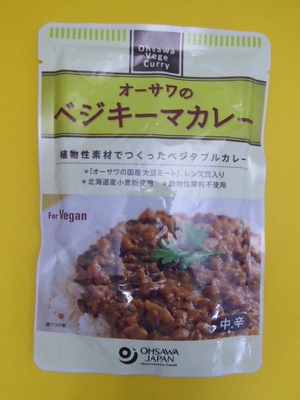 Ohsawa
Vege
Curry
オーサワの
ベジキーマカレー
植物性素材でつくったベジタブルカレー
*「オーサワの国産大豆ミート」、レンズ豆入り
*北海道産小麦粉使用 *動物性原料不使用
For Vegan
中辛
OHSAWA
JAPAN